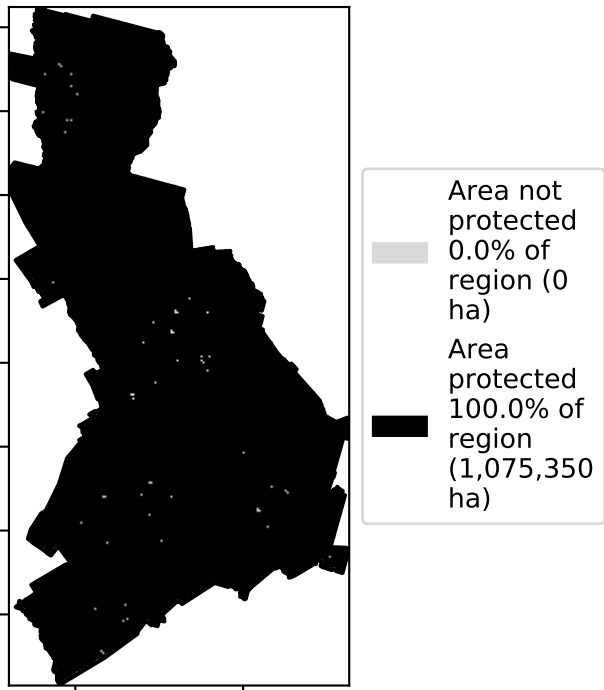 Area not
protected
0.0% of
region (0
ha)
Area
protected
100.0% of
region
(1,075,350
ha)